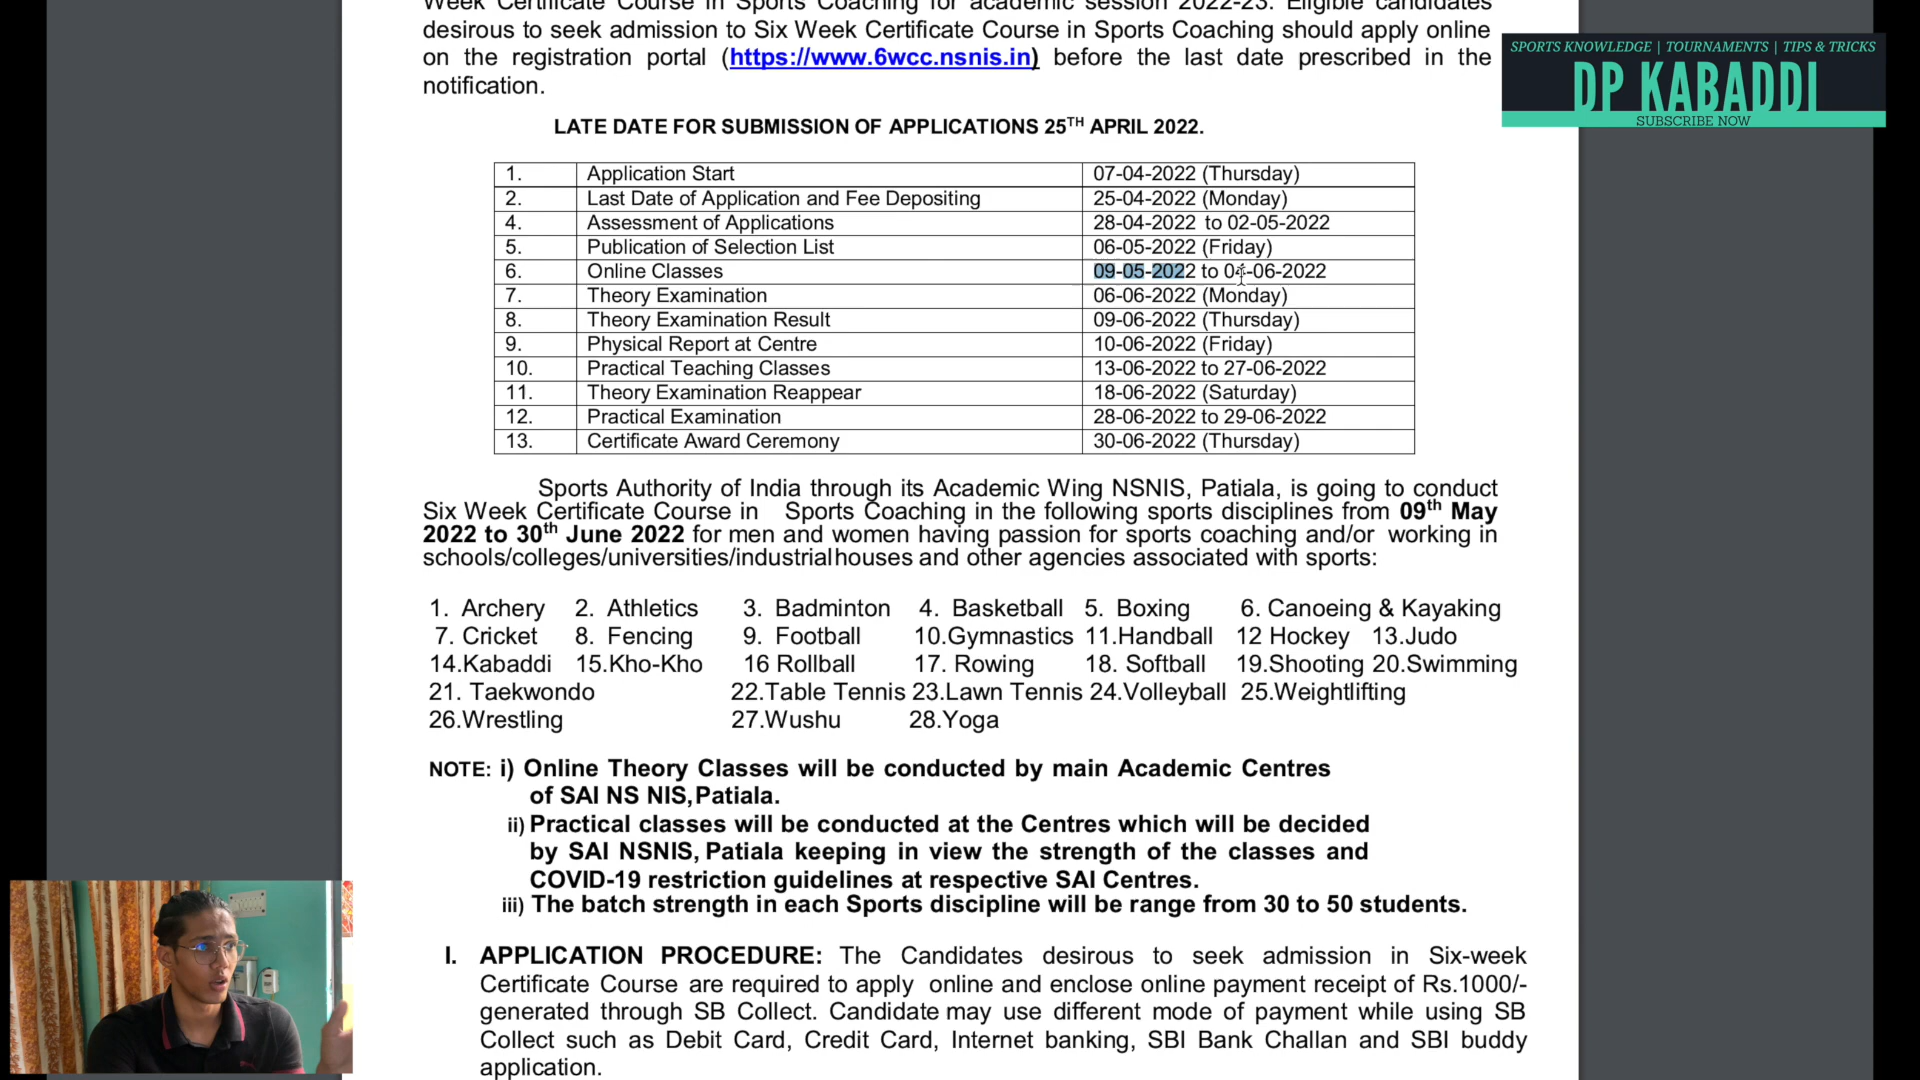 Week Certificate Course in Sports Coaching for academic session 2022-23. Eligible candidates
desirous to seek admission to Six Week Certificate Course in Sports Coaching should apply online
on the registration portal (https://www.6wcc.nsnis.in) before the last date prescribed in the
notification.
SPORTS KNOWLEDGE | TOURNAMENTS | TIPS & TRICKS
DP KABADDI
SUBSCRIBE NOW
LATE DATE FOR SUBMISSION OF APPLICATIONS 25TH APRIL 2022.
1. Application Start 07-04-2022 (Thursday)
2. Last Date of Application and Fee Depositing 25-04-2022 (Monday)
4. Assessment of Applications 28-04-2022 to 02-05-2022
5. Publication of Selection List 06-05-2022 (Friday)
6. Online Classes 09-05-2022 to 04-06-2022
7. Theory Examination 06-06-2022 (Monday)
8. Theory Examination Result 09-06-2022 (Thursday)
9. Physical Report at Centre 10-06-2022 (Friday)
10. Practical Teaching Classes 13-06-2022 to 27-06-2022
11. Theory Examination Reappear 18-06-2022 (Saturday)
12. Practical Examination 28-06-2022 to 29-06-2022
13. Certificate Award Ceremony 30-06-2022 (Thursday)
Sports Authority of India through its Academic Wing NSNIS, Patiala, is going to conduct
Six Week Certificate Course in Sports Coaching in the following sports disciplines from 09th May
2022 to 30th June 2022 for men and women having passion for sports coaching and/or working in
schools/colleges/universities/industrialhouses and other agencies associated with sports:
1. Archery 2. Athletics 3. Badminton 4. Basketball 5. Boxing 6. Canoeing & Kayaking
7. Cricket 8. Fencing 9. Football 10.Gymnastics 11.Handball 12 Hockey 13.Judo
14.Kabaddi 15.Kho-Kho 16 Rollball 17. Rowing 18. Softball 19.Shooting 20.Swimming
21. Taekwondo 22.Table Tennis 23.Lawn Tennis 24.Volleyball 25.Weightlifting
26.Wrestling 27.Wushu 28.Yoga
NOTE: i) Online Theory Classes will be conducted by main Academic Centres
of SAI NS NIS,Patiala.
ii) Practical classes will be conducted at the Centres which will be decided
by SAI NSNIS, Patiala keeping in view the strength of the classes and
COVID-19 restriction guidelines at respective SAI Centres.
iii) The batch strength in each Sports discipline will be range from 30 to 50 students.
I. APPLICATION PROCEDURE: The Candidates desirous to seek admission in Six-week
Certificate Course are required to apply online and enclose online payment receipt of Rs.1000/-
generated through SB Collect. Candidate may use different mode of payment while using SB
Collect such as Debit Card, Credit Card, Internet banking, SBI Bank Challan and SBI buddy
application.